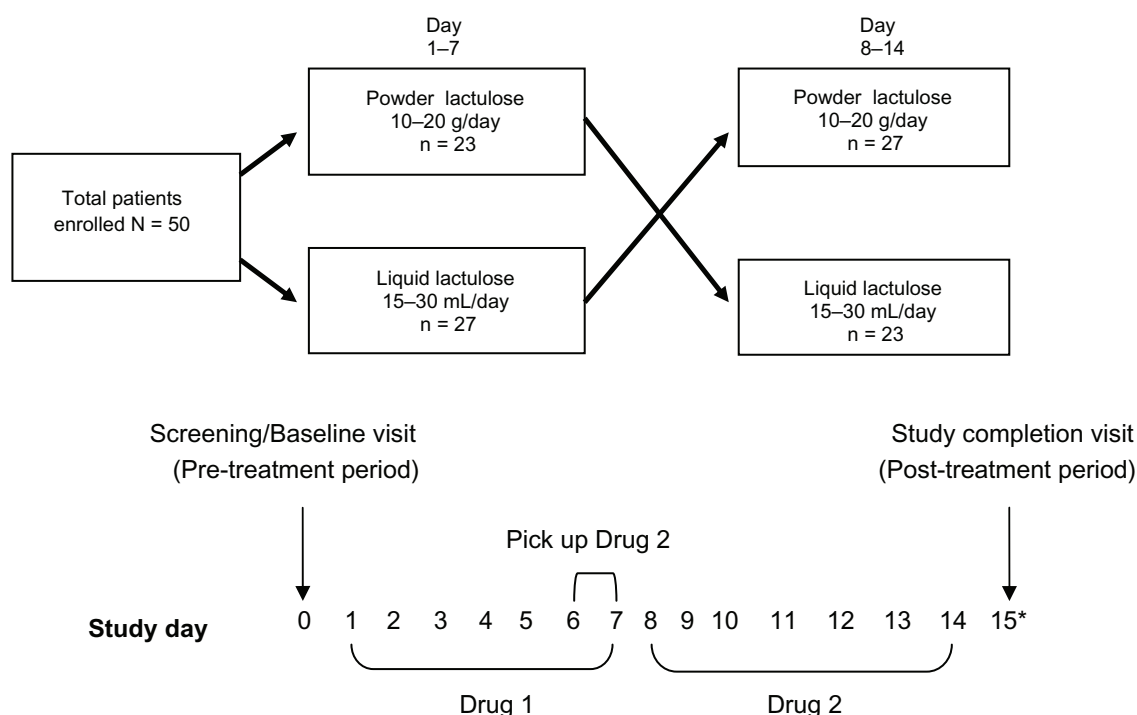 Day
1–7
Day
8–14
Powder lactulose
10–20 g/day
n = 23
Powder lactulose
10–20 g/day
n = 27
Total patients
enrolled N = 50
Liquid lactulose
15–30 mL/day
n = 27
Liquid lactulose
15–30 mL/day
n = 23
Screening/Baseline visit
(Pre-treatment period)
Study completion visit
(Post-treatment period)
Pick up Drug 2
Study day 0 1 2 3 4 5 6 7 8 9 10 11 12 13 14 15*
Drug 1 Drug 2